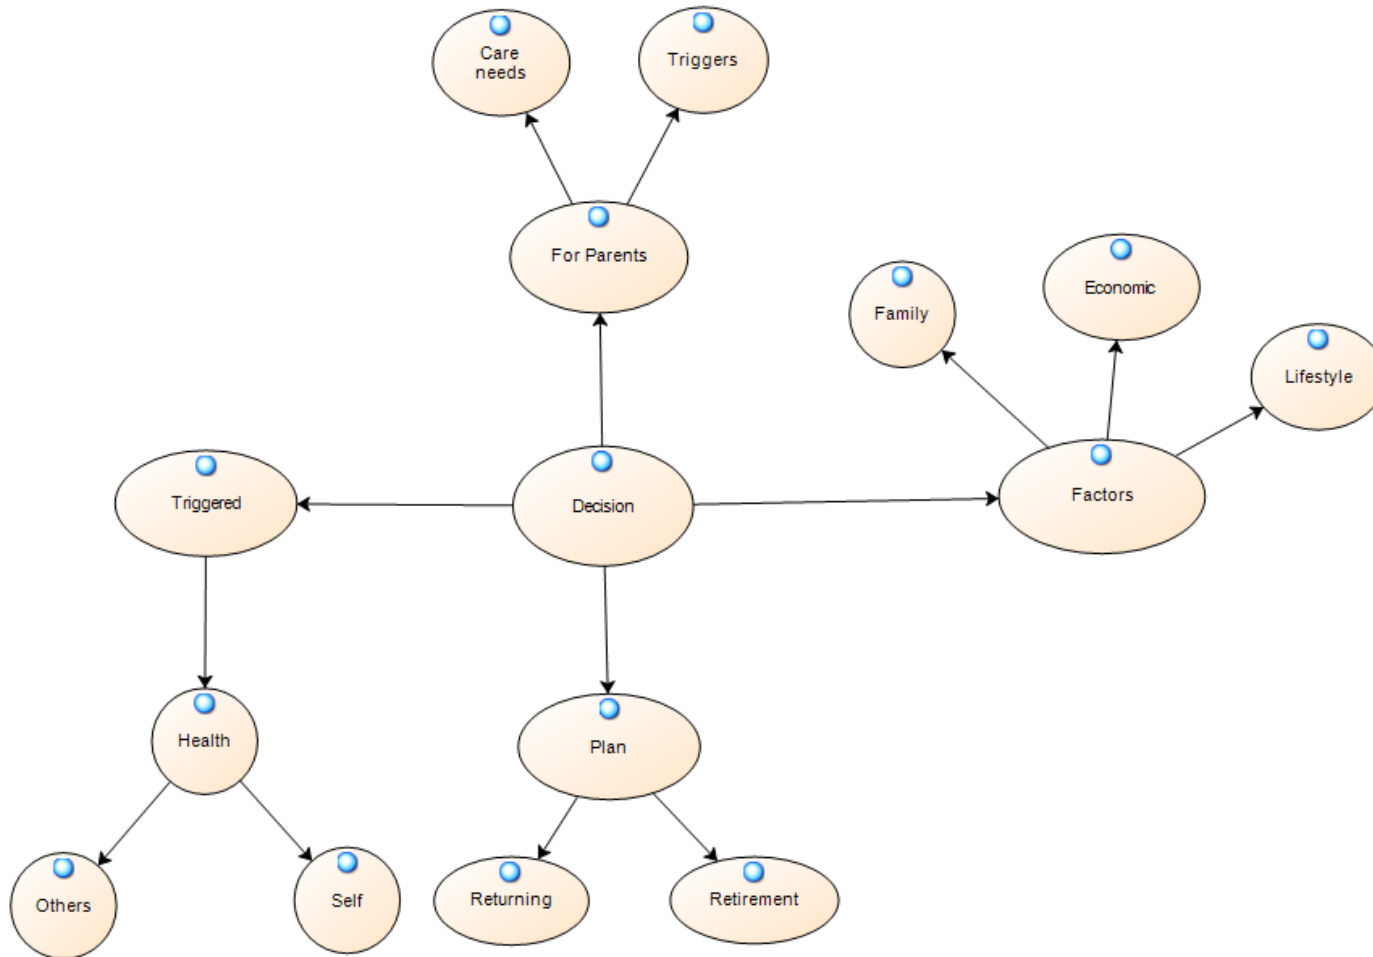 Care
needs
Triggers
For Parents
Family
Economic
Lifestyle
Triggered
Decision
Factors
Health
Plan
Others
Self
Returning
Retirement